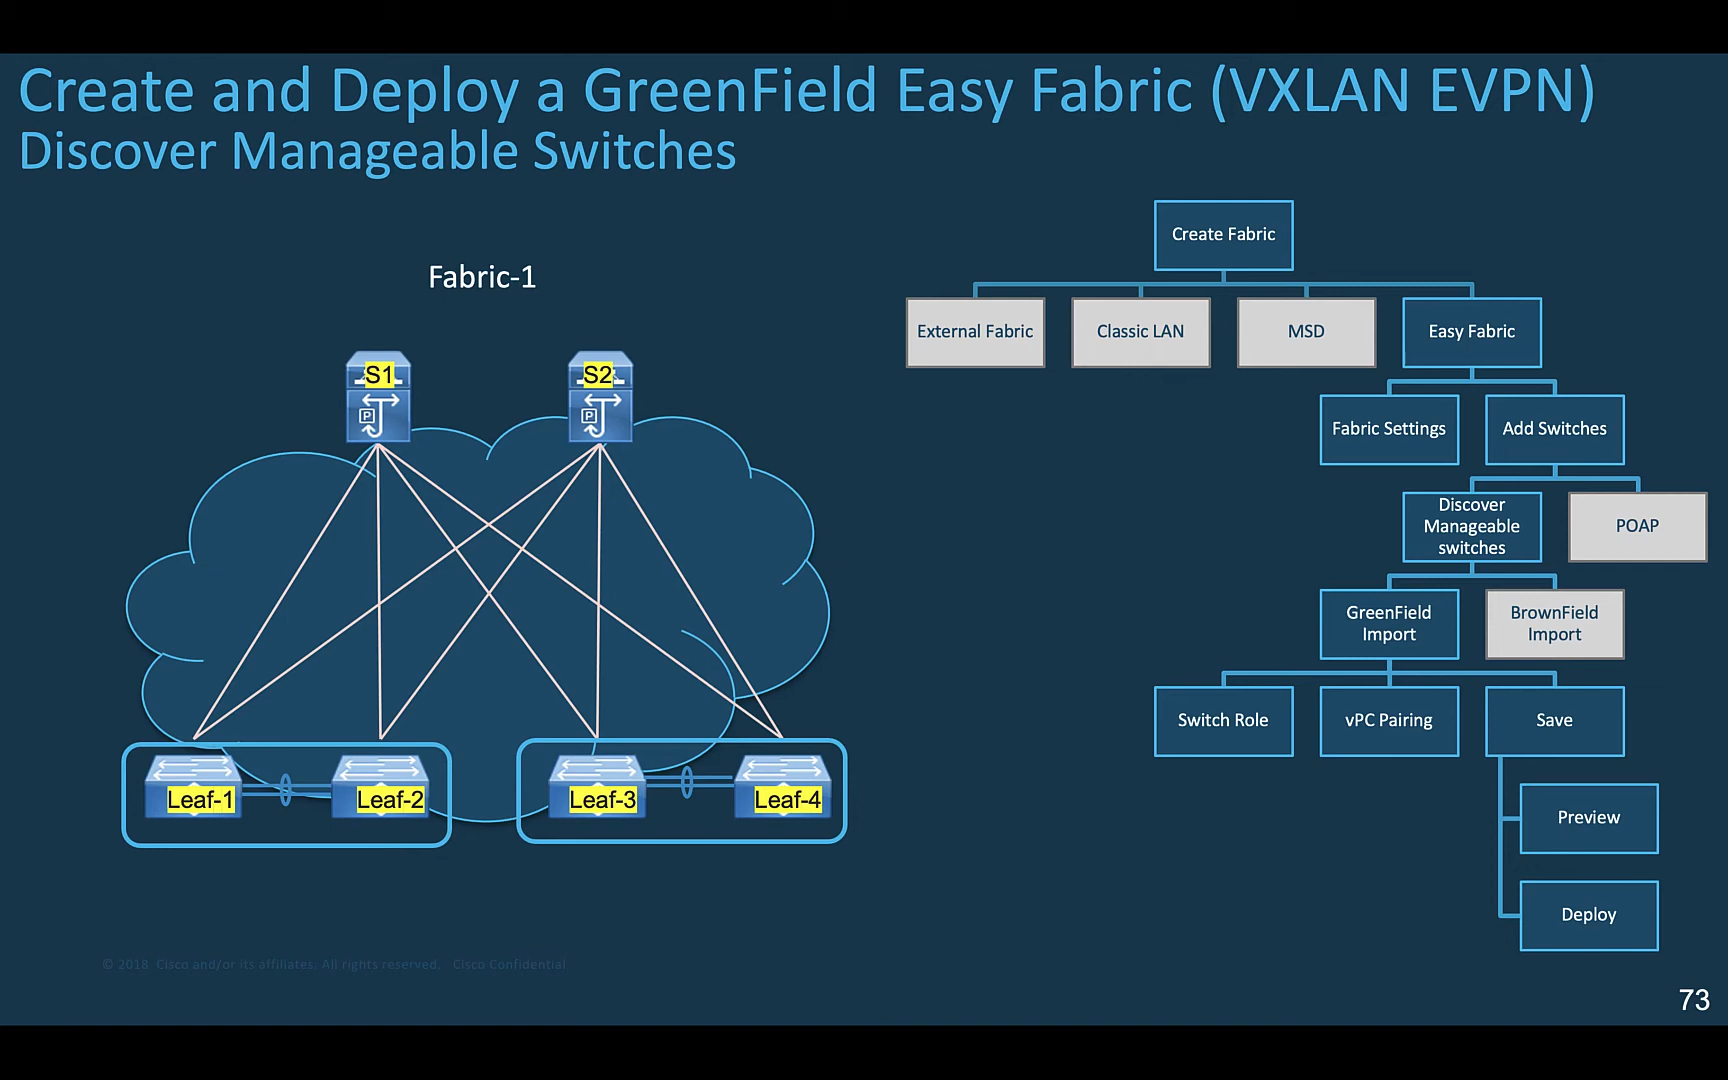 Create and Deploy a GreenField Easy Fabric (VXLAN EVPN)
Discover Manageable Switches
Fabric-1
S1
S2
P
P
Leaf-1
Leaf-2
Leaf-3
Leaf-4
Create Fabric
External Fabric
Classic LAN
MSD
Easy Fabric
Fabric Settings
Add Switches
Discover
Manageable
switches
POAP
GreenField
Import
BrownField
Import
Switch Role
vPC Pairing
Save
Preview
Deploy
© 2018 Cisco and/or its affiliates. All rights reserved. Cisco Confidential
73